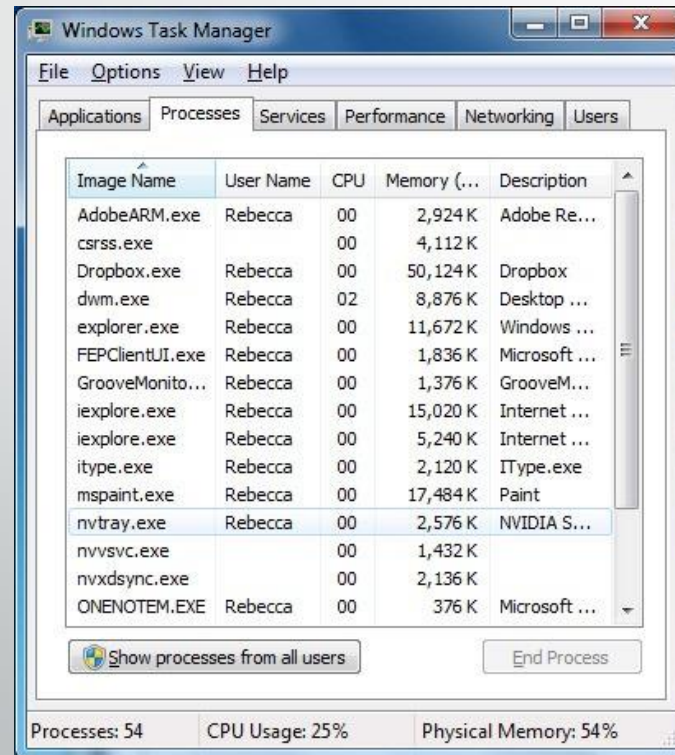 Windows Task Manager
File Options View Help
Applications Processes Services Performance Networking Users
Image Name User Name CPU Memory (... Description
AdobeARM.exe Rebecca 00 2,924 K Adobe Re...
csrss.exe 00 4,112 K
Dropbox.exe Rebecca 00 50,124 K Dropbox
dwm.exe Rebecca 02 8,876 K Desktop ...
explorer.exe Rebecca 00 11,672 K Windows ...
FEPClientUI.exe Rebecca 00 1,836 K Microsoft ...
GrooveMonito... Rebecca 00 1,376 K GrooveM...
iexplore.exe Rebecca 00 15,020 K Internet ...
iexplore.exe Rebecca 00 5,240 K Internet ...
itype.exe Rebecca 00 2,120 K IType.exe
mspaint.exe Rebecca 00 17,484 K Paint
nvtray.exe Rebecca 00 2,576 K NVIDIA S...
nvvsvc.exe 00 1,432 K
nvxdsync.exe 00 2,136 K
ONENOTEM.EXE Rebecca 00 376 K Microsoft ...
Show processes from all users End Process
Processes: 54 CPU Usage: 25% Physical Memory: 54%